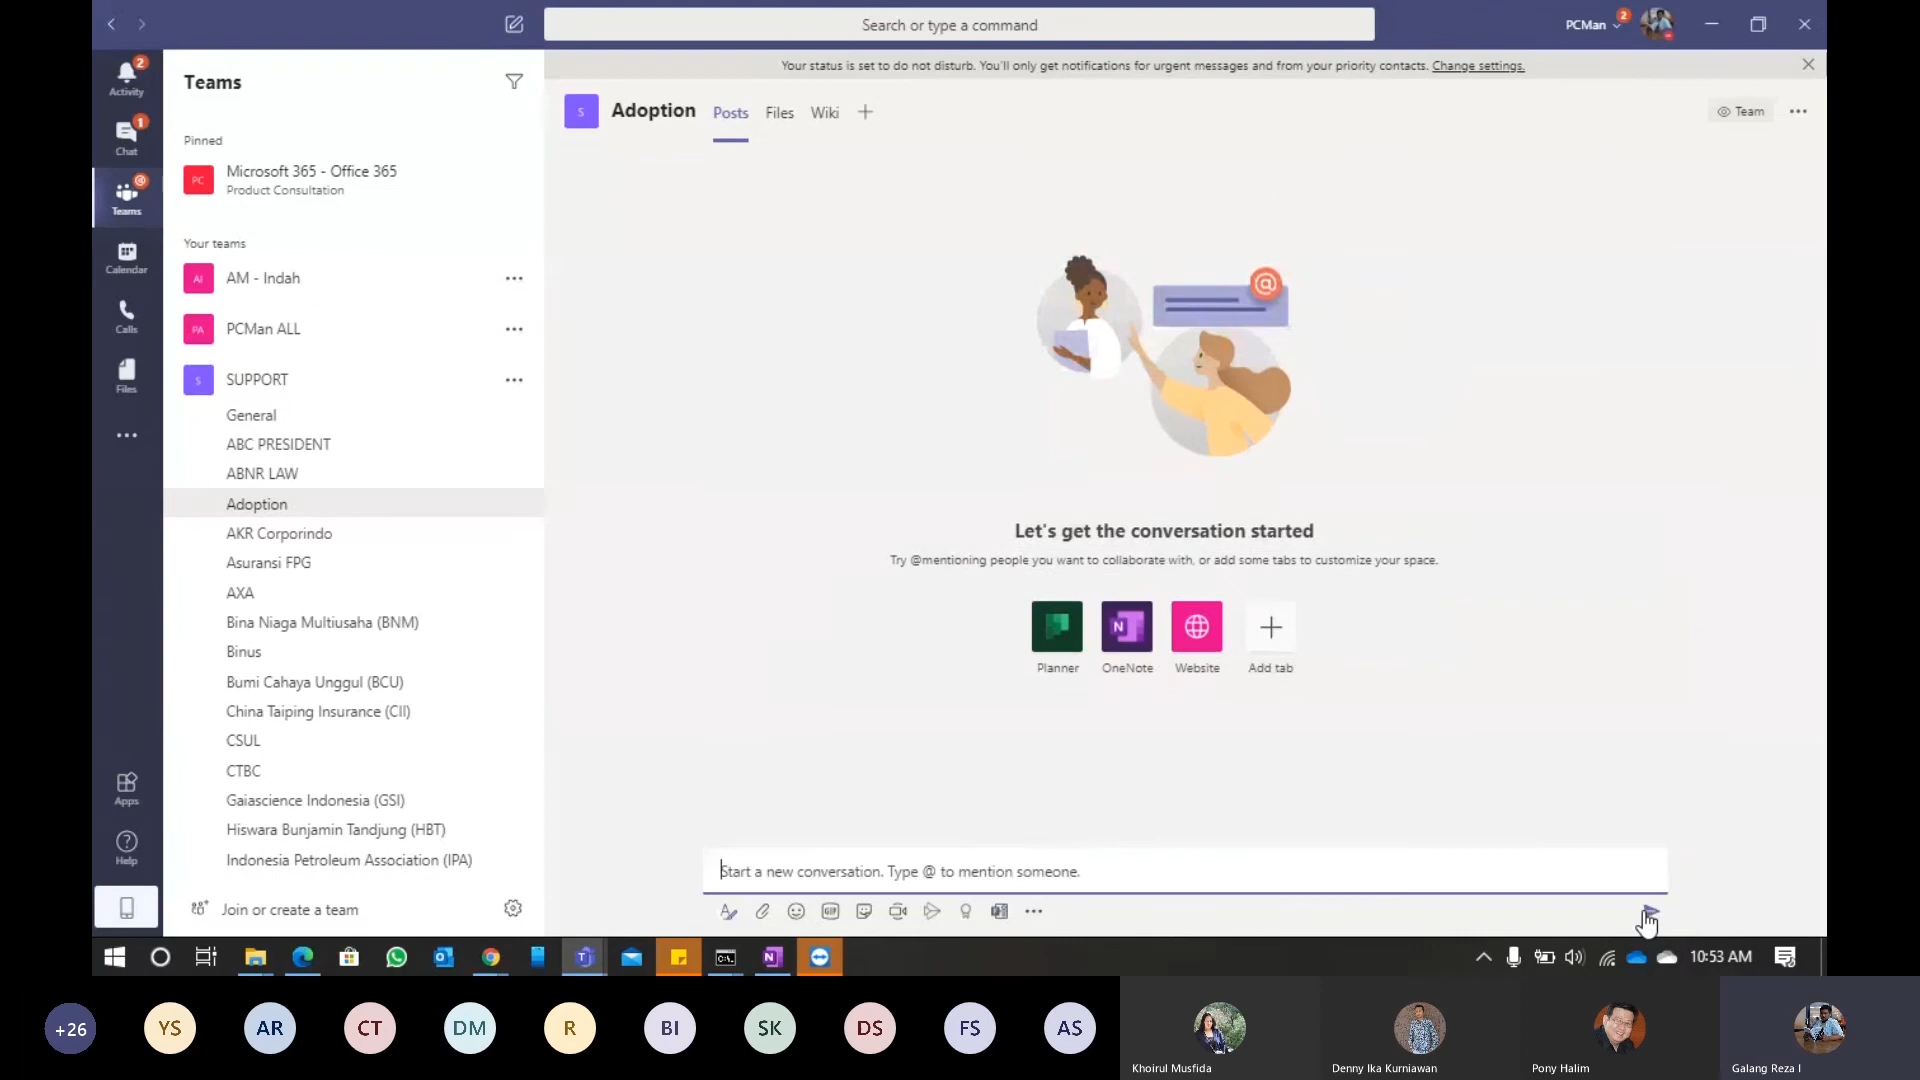 Search or type a command
PCMan
2
Your status is set to do not disturb. You'll only get notifications for urgent messages and from your priority contacts. Change settings.
2
Activity
1
Chat
@
Teams
Calendar
Calls
Files
Apps
Help
Teams
Pinned
PC
Microsoft 365 - Office 365
Product Consultation
Your teams
AI
AM - Indah
PA
PCMan ALL
S
SUPPORT
General
ABC PRESIDENT
ABNR LAW
Adoption
AKR Corporindo
Asuransi FPG
AXA
Bina Niaga Multiusaha (BNM)
Binus
Bumi Cahaya Unggul (BCU)
China Taiping Insurance (CII)
CSUL
CTBC
Gaiascience Indonesia (GSI)
Hiswara Bunjamin Tandjung (HBT)
Indonesia Petroleum Association (IPA)
Join or create a team
S
Adoption
Posts
Files
Wiki
Team
@
Let's get the conversation started
Try @mentioning people you want to collaborate with, or add some tabs to customize your space.
N
Planner
OneNote
Website
Add tab
Start a new conversation. Type @ to mention someone.
GIF
10:53 AM
+26
YS
AR
CT
DM
R
BI
SK
DS
FS
AS
Khoirul Musfida
Denny Ika Kurniawan
Pony Halim
Galang Reza I